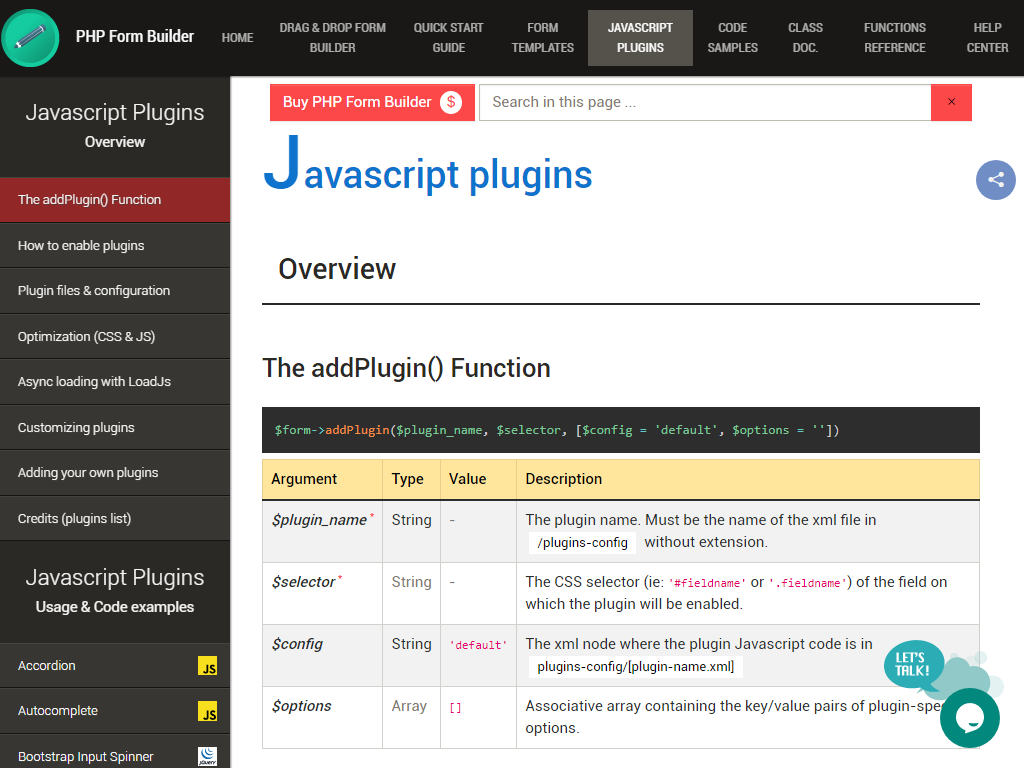 PHP Form Builder
HOME
DRAG & DROP FORM
BUILDER
QUICK START
GUIDE
FORM
TEMPLATES
JAVASCRIPT
PLUGINS
CODE
SAMPLES
CLASS
DOC.
FUNCTIONS
REFERENCE
HELP
CENTER
Javascript Plugins
Overview
The addPlugin() Function
How to enable plugins
Plugin files & configuration
Optimization (CSS & JS)
Async loading with LoadJs
Customizing plugins
Adding your own plugins
Credits (plugins list)
Javascript Plugins
Usage & Code examples
Accordion
JS
Autocomplete
JS
Bootstrap Input Spinner
jQuery
Buy PHP Form Builder $
Search in this page ...
×
Javascript plugins
Overview
The addPlugin() Function
$form->addPlugin($plugin_name, $selector, [$config = 'default', $options = ''])
Argument Type Value Description
$plugin_name * String - The plugin name. Must be the name of the xml file in
/plugins-config without extension.
$selector * String - The CSS selector (ie: '#fieldname' or '.fieldname') of the field on
which the plugin will be enabled.
$config String 'default' The xml node where the plugin Javascript code is in
plugins-config/[plugin-name.xml]
$options Array [] Associative array containing the key/value pairs of plugin-spe
options.
LET'S
TALK!